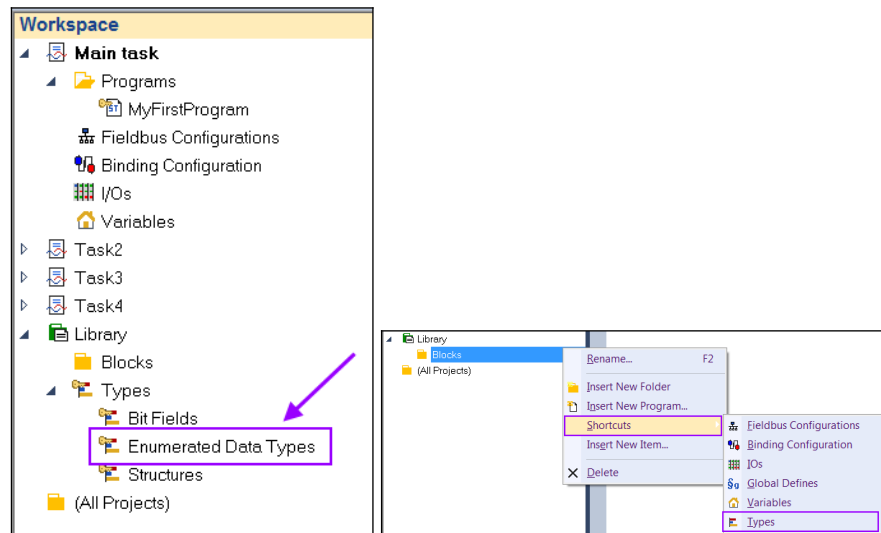 Workspace
Main task
Programs
ST MyFirstProgram
Fieldbus Configurations
Binding Configuration
I/Os
Variables
Task2
Task3
Task4
Library
Blocks
Types
Bit Fields
Enumerated Data Types
Structures
(All Projects)
Library
Blocks
(All Projects)
Rename... F2
Insert New Folder
Insert New Program...
Shortcuts
Insert New Item...
Delete
Fieldbus Configurations
Binding Configuration
IOs
§g Global Defines
Variables
Types